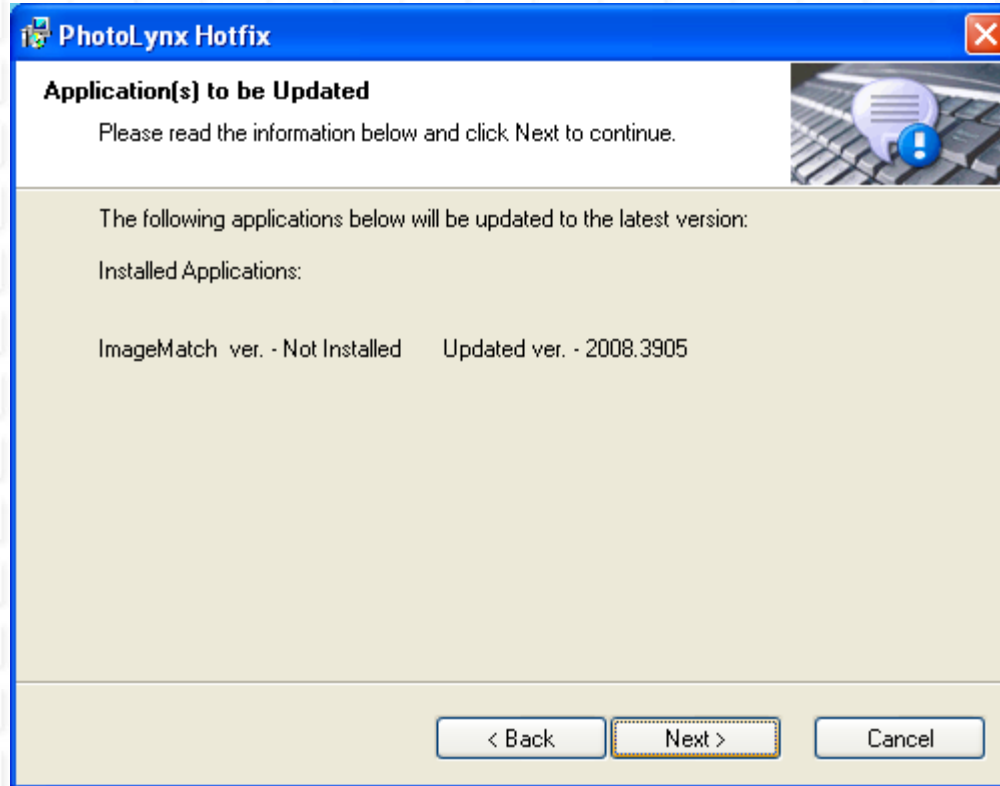 PhotoLynx Hotfix
Application(s) to be Updated
Please read the information below and click Next to continue.
The following applications below will be updated to the latest version:
Installed Applications:
ImageMatch ver. - Not Installed Updated ver. - 2008.3905
< Back Next > Cancel